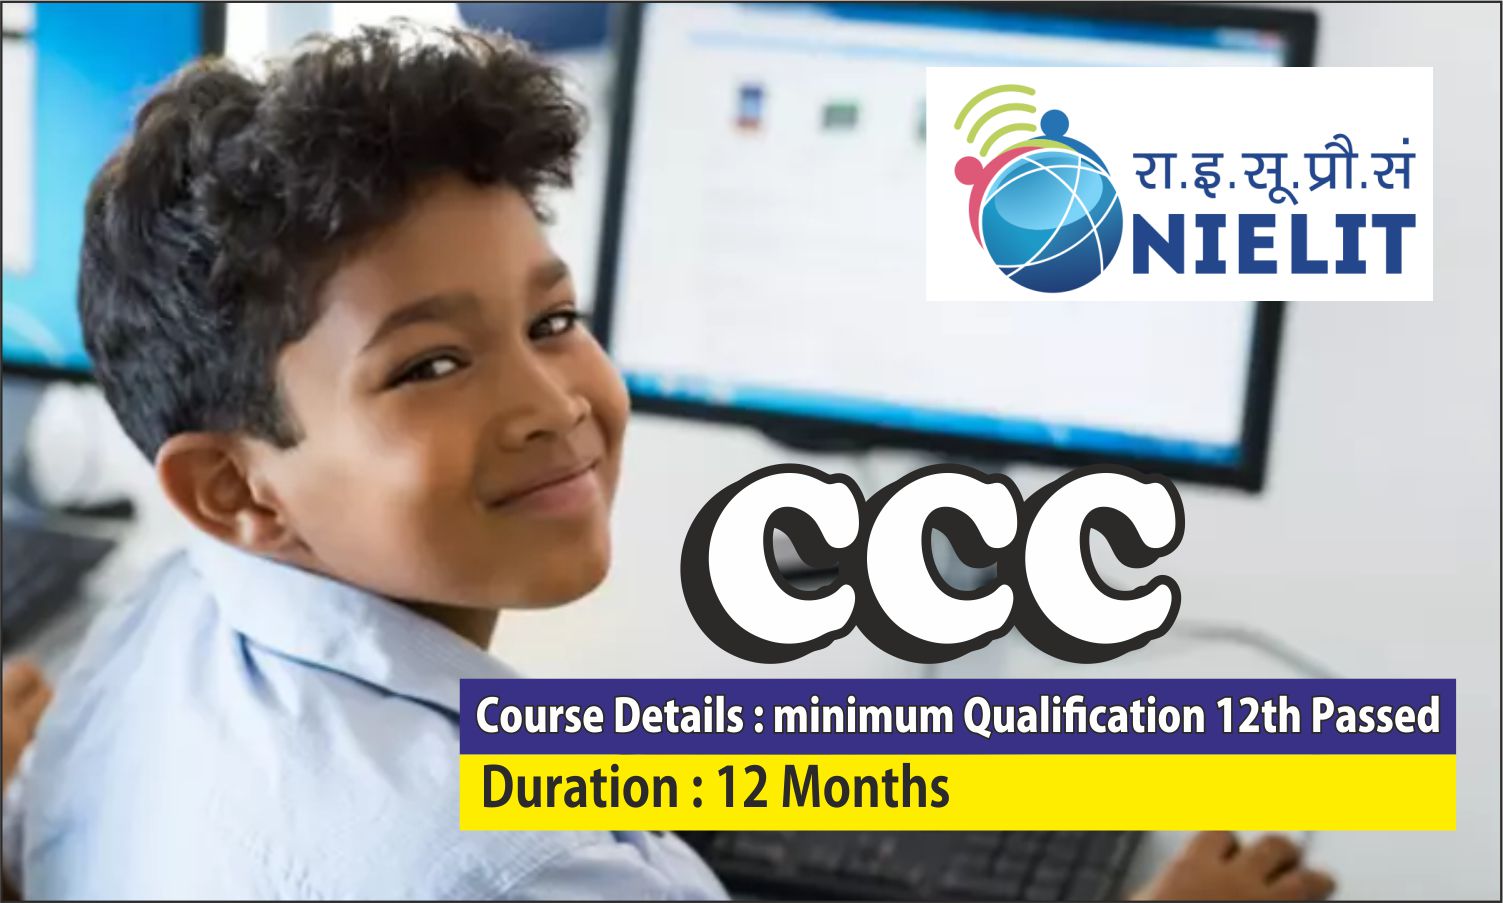 रा.इ.सू.प्रौ.सं
NIELIT
CCC
Course Details : minimum Qualification 12th Passed
Duration : 12 Months